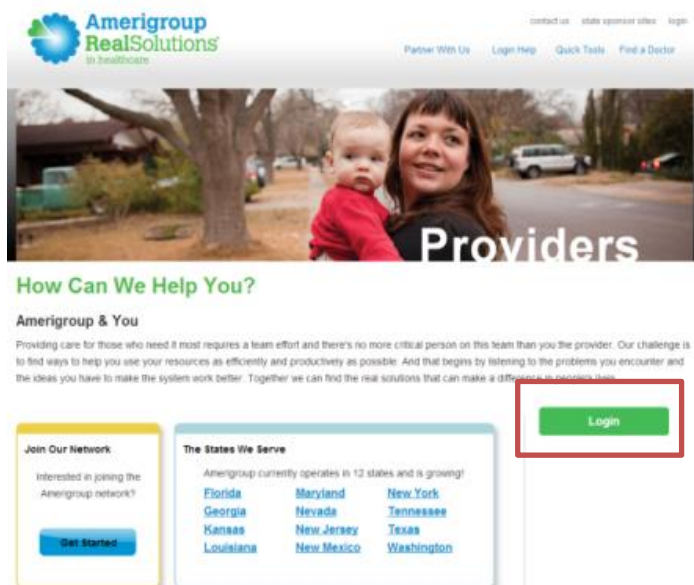 Amerigroup
RealSolutions
in healthcare
contact us state sponsor sites login
Partner With Us Login Help Quick Tools Find a Doctor
Providers
How Can We Help You?
Amerigroup & You
Providing care for those who need it most requires a team effort and there's no more critical person on this team than you the provider. Our challenge is
to find ways to help you use your resources as efficiently and productively as possible. And that begins by listening to the problems you encounter and
the ideas you have to make the system work better. Together we can find the real solutions that can make a difference in people's lives.
Login
Join Our Network
Interested in joining the
Amerigroup network?
Get Started
The States We Serve
Amerigroup currently operates in 12 states and is growing!
Florida Maryland New York
Georgia Nevada Tennessee
Kansas New Jersey Texas
Louisiana New Mexico Washington